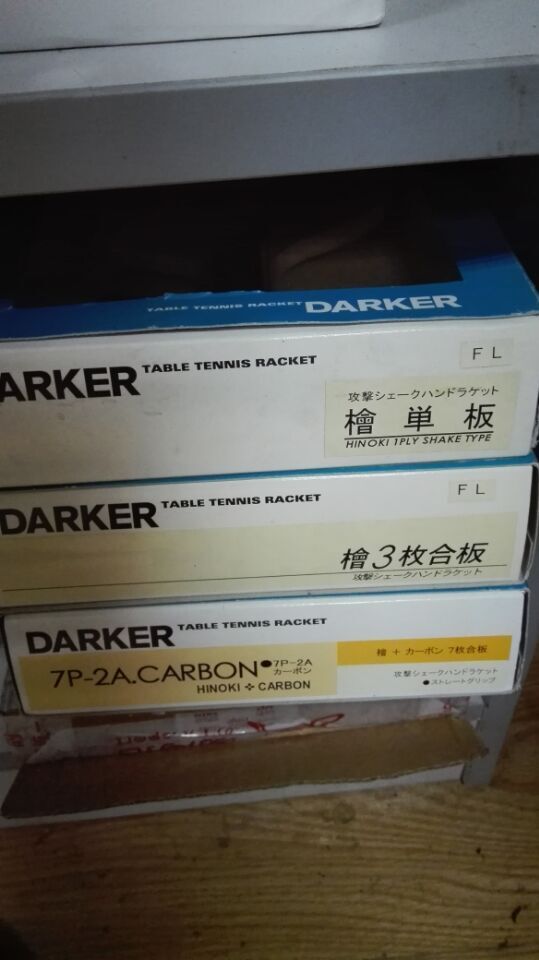 TABLE TENNIS RACKET DARKER
ARKER TABLE TENNIS RACKET
FL
攻撃シェークハンドラケット
檜単板
HINOKI 1PLY SHAKE TYPE
DARKER TABLE TENNIS RACKET
FL
檜3枚合板
攻撃シェークハンドラケット
DARKER TABLE TENNIS RACKET
7P-2A.CARBON●7P-2A
カーボン
HINOKI ✣ CARBON
檜 + カーボン 7枚合板
攻撃シェークハンドラケット
●ストレートグリップ